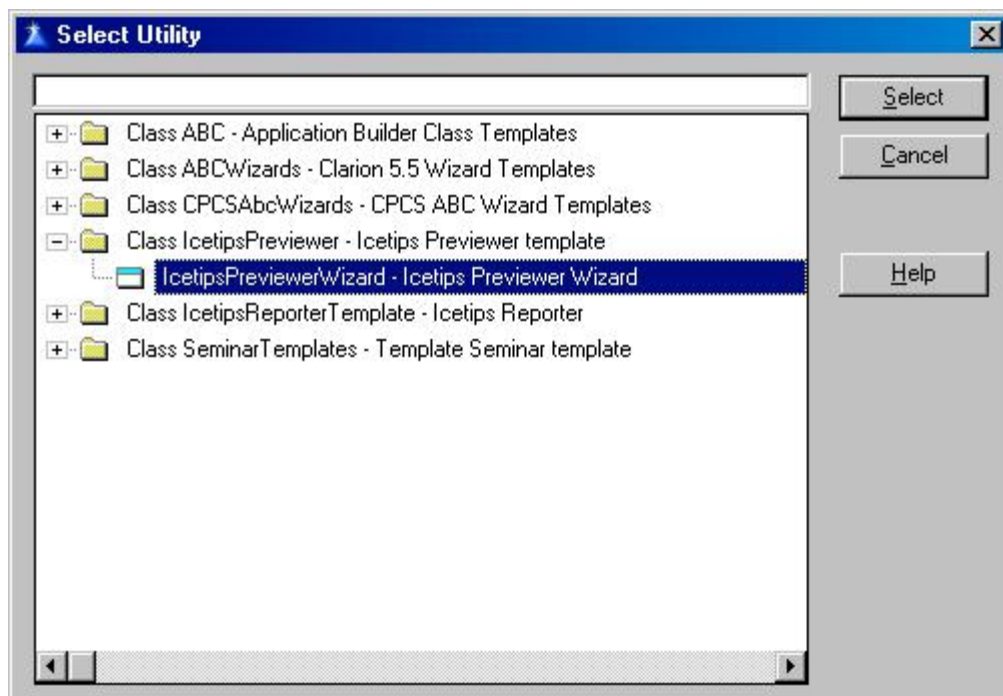 Select Utility
Select
Class ABC - Application Builder Class Templates
Class ABCWizards - Clarion 5.5 Wizard Templates
Cancel
Class CPCSAbcWizards - CPCS ABC Wizard Templates
Class IcetipsPreviewer - Icetips Previewer template
IcetipsPreviewerWizard - Icetips Previewer Wizard
Help
Class IcetipsReporterTemplate - Icetips Reporter
Class SeminarTemplates - Template Seminar template